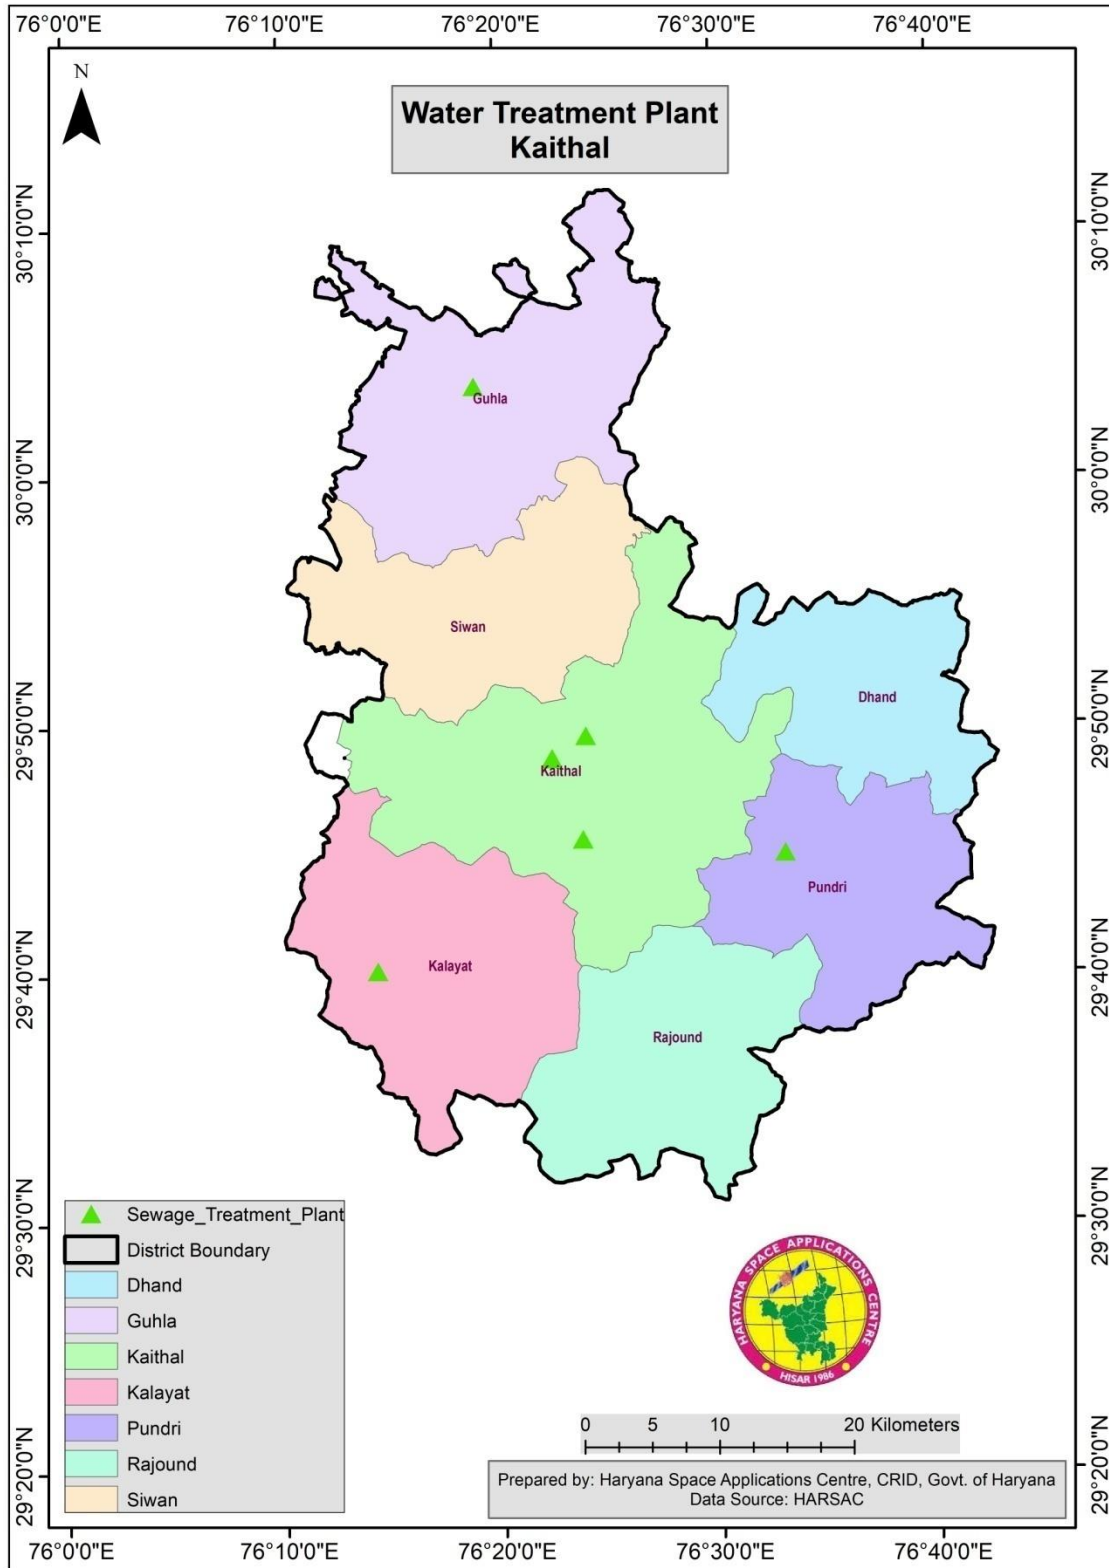 76°0'0"E 76°10'0"E 76°20'0"E 76°30'0"E 76°40'0"E
N
Water Treatment Plant
Kaithal
30°10'0"N 30°10'0"N
Guhla
30°0'0"N 30°0'0"N
Siwan
Dhand
29°50'0"N 29°50'0"N
Kaithal
Pundri
Kalayat
29°40'0"N 29°40'0"N
Rajound
Sewage_Treatment_Plant
29°30'0"N 29°30'0"N
District Boundary
Dhand
Guhla
Kaithal
Kalayat
Pundri
Rajound
Siwan
HARYANA SPACE APPLICATIONS CENTRE
HISAR 1986
0 5 10 20 Kilometers
29°20'0"N 29°20'0"N
Prepared by: Haryana Space Applications Centre, CRID, Govt. of Haryana
Data Source: HARSAC
76°0'0"E 76°10'0"E 76°20'0"E 76°30'0"E 76°40'0"E